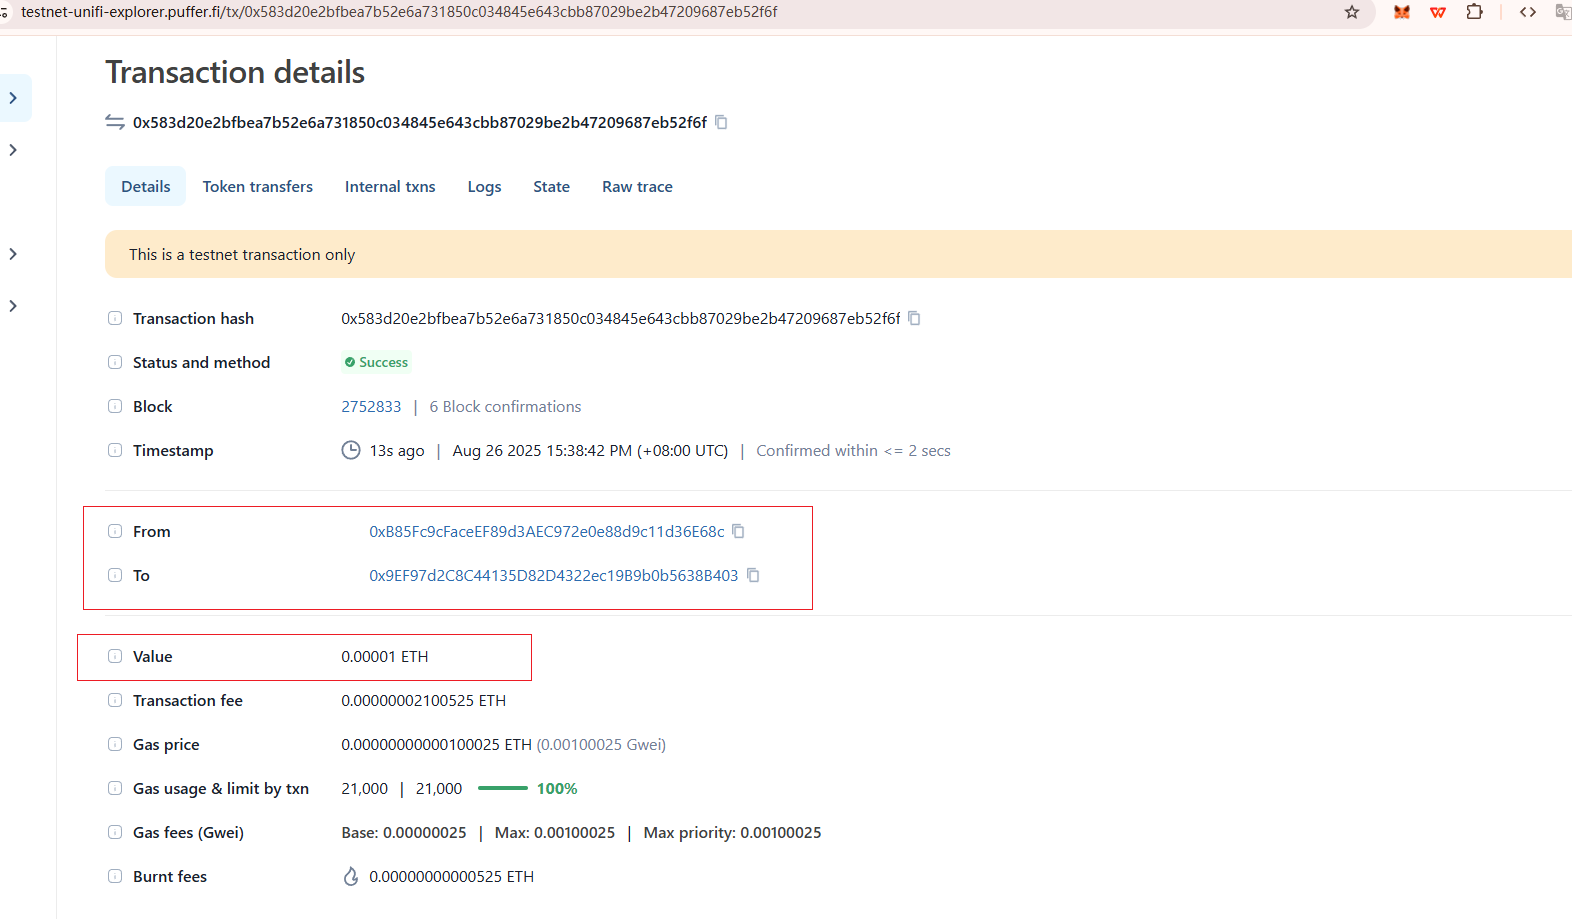 testnet-unifi-explorer.puffer.fi/tx/0x583d20e2bfbea7b52e6a731850c034845e643cbb87029be2b47209687eb52f6f
Transaction details
0x583d20e2bfbea7b52e6a731850c034845e643cbb87029be2b47209687eb52f6f
Details Token transfers Internal txns Logs State Raw trace
This is a testnet transaction only
Transaction hash 0x583d20e2bfbea7b52e6a731850c034845e643cbb87029be2b47209687eb52f6f
Status and method Success
Block 2752833 | 6 Block confirmations
Timestamp 13s ago | Aug 26 2025 15:38:42 PM (+08:00 UTC) | Confirmed within <= 2 secs
From 0xB85Fc9cFaceEF89d3AEC972e0e88d9c11d36E68c
To 0x9EF97d2C8C44135D82D4322ec19B9b0b5638B403
Value 0.00001 ETH
Transaction fee 0.00000002100525 ETH
Gas price 0.00000000000100025 ETH (0.00100025 Gwei)
Gas usage & limit by txn 21,000 | 21,000 100%
Gas fees (Gwei) Base: 0.00000025 | Max: 0.00100025 | Max priority: 0.00100025
Burnt fees 0.00000000000525 ETH